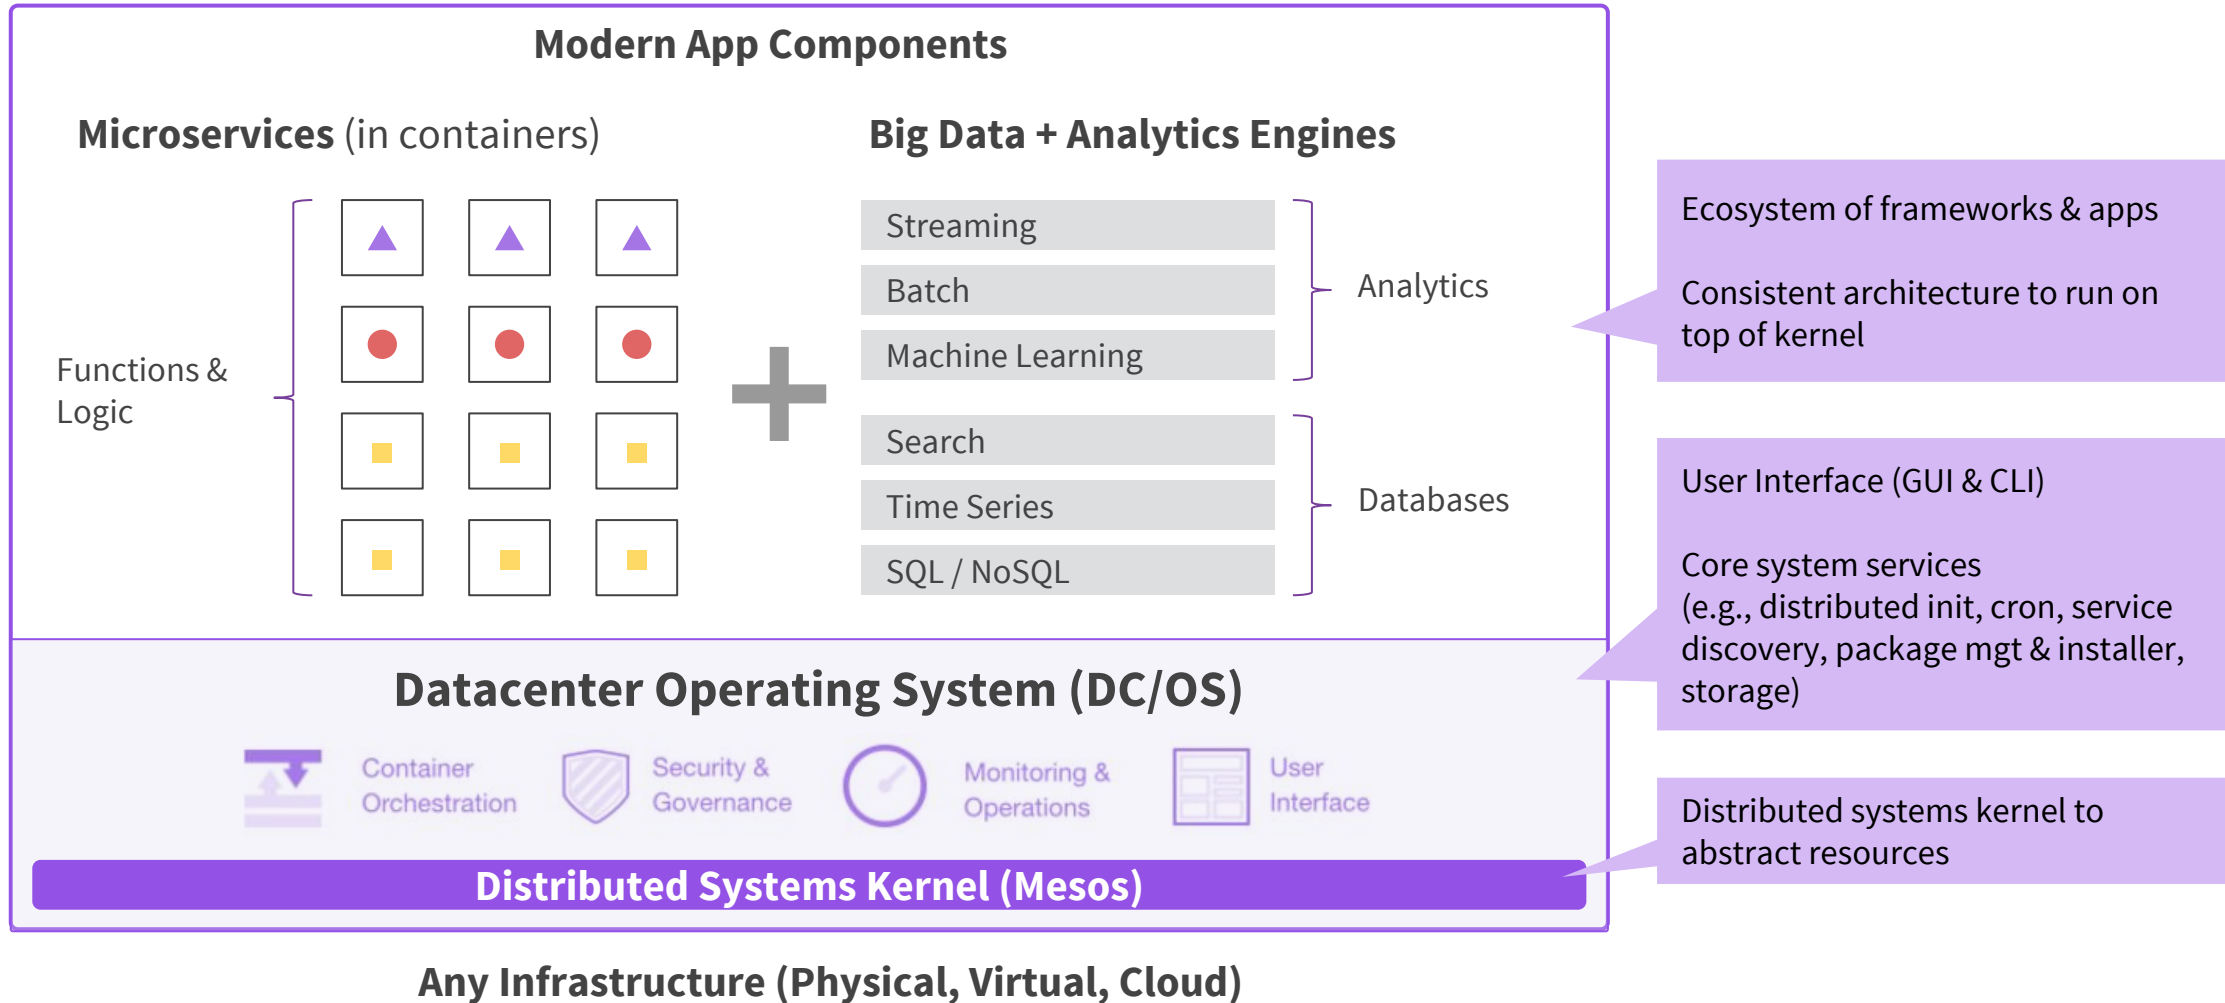 Modern App Components
Microservices (in containers)
Functions &
Logic
Big Data + Analytics Engines
Streaming
Batch
Machine Learning
Analytics
Search
Time Series
SQL / NoSQL
Databases
Datacenter Operating System (DC/OS)
Container
Orchestration
Security &
Governance
Monitoring &
Operations
User
Interface
Distributed Systems Kernel (Mesos)
Any Infrastructure (Physical, Virtual, Cloud)
Ecosystem of frameworks & apps
Consistent architecture to run on
top of kernel
User Interface (GUI & CLI)
Core system services
(e.g., distributed init, cron, service
discovery, package mgt & installer,
storage)
Distributed systems kernel to
abstract resources